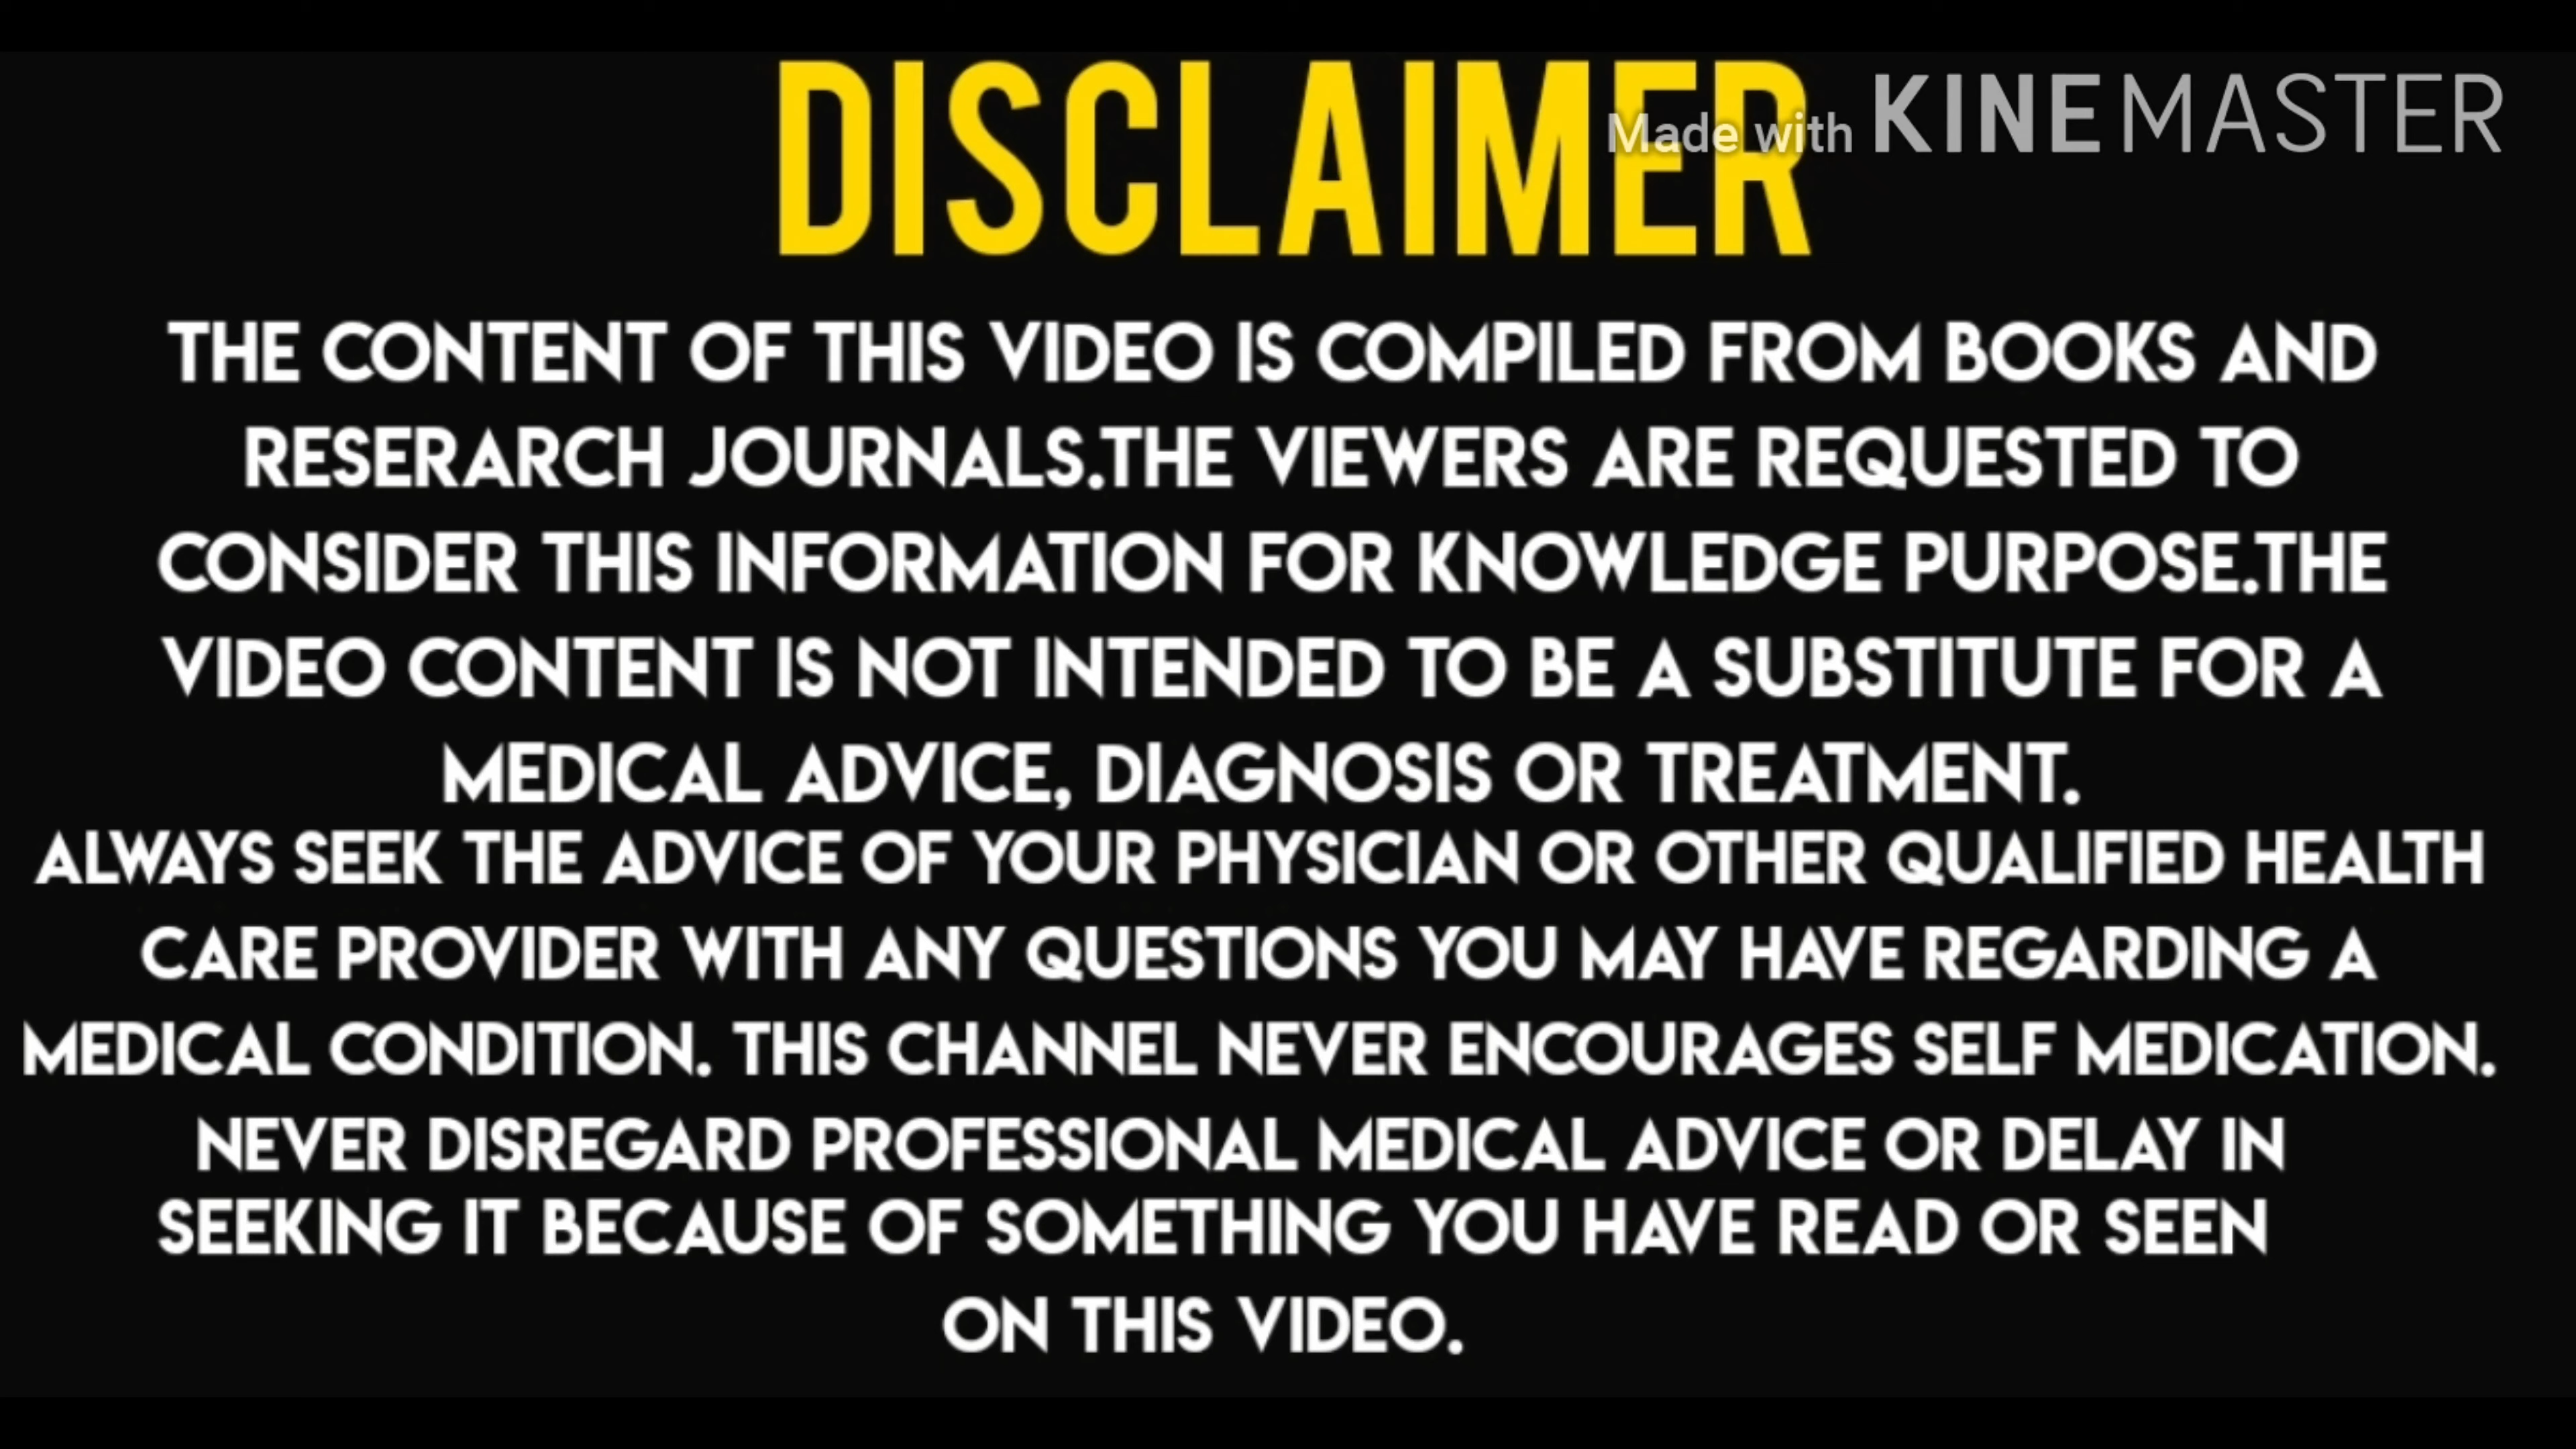 DISCLAIMER
Made with KINEMASTER
THE CONTENT OF THIS VIDEO IS COMPILED FROM BOOKS AND
RESERARCH JOURNALS.THE VIEWERS ARE REQUESTED TO
CONSIDER THIS INFORMATION FOR KNOWLEDGE PURPOSE.THE
VIDEO CONTENT IS NOT INTENDED TO BE A SUBSTITUTE FOR A
MEDICAL ADVICE, DIAGNOSIS OR TREATMENT.
ALWAYS SEEK THE ADVICE OF YOUR PHYSICIAN OR OTHER QUALIFIED HEALTH
CARE PROVIDER WITH ANY QUESTIONS YOU MAY HAVE REGARDING A
MEDICAL CONDITION. THIS CHANNEL NEVER ENCOURAGES SELF MEDICATION.
NEVER DISREGARD PROFESSIONAL MEDICAL ADVICE OR DELAY IN
SEEKING IT BECAUSE OF SOMETHING YOU HAVE READ OR SEEN
ON THIS VIDEO.